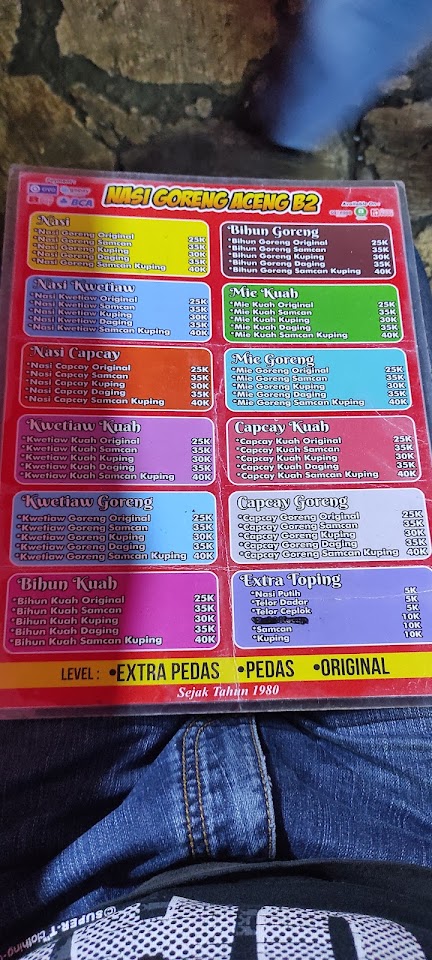 Payment :
OVO
BCA
NASI GORENG ACENG B2
Available On :
Nasi
*Nasi Goreng Original 25K
*Nasi Goreng Samcan 35K
*Nasi Goreng Kuping 30K
*Nasi Goreng Daging 35K
*Nasi Goreng Samcan Kuping 40K
Bihun Goreng
*Bihun Goreng Original 25K
*Bihun Goreng Samcan 35K
*Bihun Goreng Kuping 30K
*Bihun Goreng Daging 35K
*Bihun Goreng Samcan Kuping 40K
Nasi Kwetiaw
*Nasi Kwetiaw Original 25K
*Nasi Kwetiaw Samcan 35K
*Nasi Kwetiaw Kuping 30K
*Nasi Kwetiaw Daging 35K
*Nasi Kwetiaw Samcan Kuping 40K
Mie Kuah
*Mie Kuah Original 25K
*Mie Kuah Samcan 35K
*Mie Kuah Kuping 30K
*Mie Kuah Daging 35K
*Mie Kuah Samcan Kuping 40K
Nasi Capcay
*Nasi Capcay Original 25K
*Nasi Capcay Samcan 35K
*Nasi Capcay Kuping 30K
*Nasi Capcay Daging 35K
*Nasi Capcay Samcan Kuping 40K
Mie Goreng
*Mie Goreng Original 25K
*Mie Goreng Samcan 35K
*Mie Goreng Kuping 30K
*Mie Goreng Daging 35K
*Mie Goreng Samcan Kuping 40K
Kwetiaw Kuah
*Kwetiaw Kuah Original 25K
*Kwetiaw Kuah Samcan 35K
*Kwetiaw Kuah Kuping 30K
*Kwetiaw Kuah Daging 35K
*Kwetiaw Kuah Samcan Kuping 40K
Capcay Kuah
*Capcay Kuah Original 25K
*Capcay Kuah Samcan 35K
*Capcay Kuah Kuping 30K
*Capcay Kuah Daging 35K
*Capcay Kuah Samcan Kuping 40K
Kwetiaw Goreng
*Kwetiaw Goreng Original 25K
*Kwetiaw Goreng Samcan 35K
*Kwetiaw Goreng Kuping 30K
*Kwetiaw Goreng Daging 35K
*Kwetiaw Goreng Samcan Kuping 40K
Capcay Goreng
*Capcay Goreng Original 25K
*Capcay Goreng Samcan 35K
*Capcay Goreng Kuping 30K
*Capcay Goreng Daging 35K
*Capcay Goreng Samcan Kuping 40K
Bihun Kuah
*Bihun Kuah Original 25K
*Bihun Kuah Samcan 35K
*Bihun Kuah Kuping 30K
*Bihun Kuah Daging 35K
*Bihun Kuah Samcan Kuping 40K
Extra Toping
*Nasi Putih 5K
*Telor Dadar 5K
*Telor Ceplok 5K
10K
*Samcan 10K
*Kuping 10K
LEVEL : •EXTRA PEDAS •PEDAS •ORIGINAL
Sejak Tahun 1980
©SUPER-T